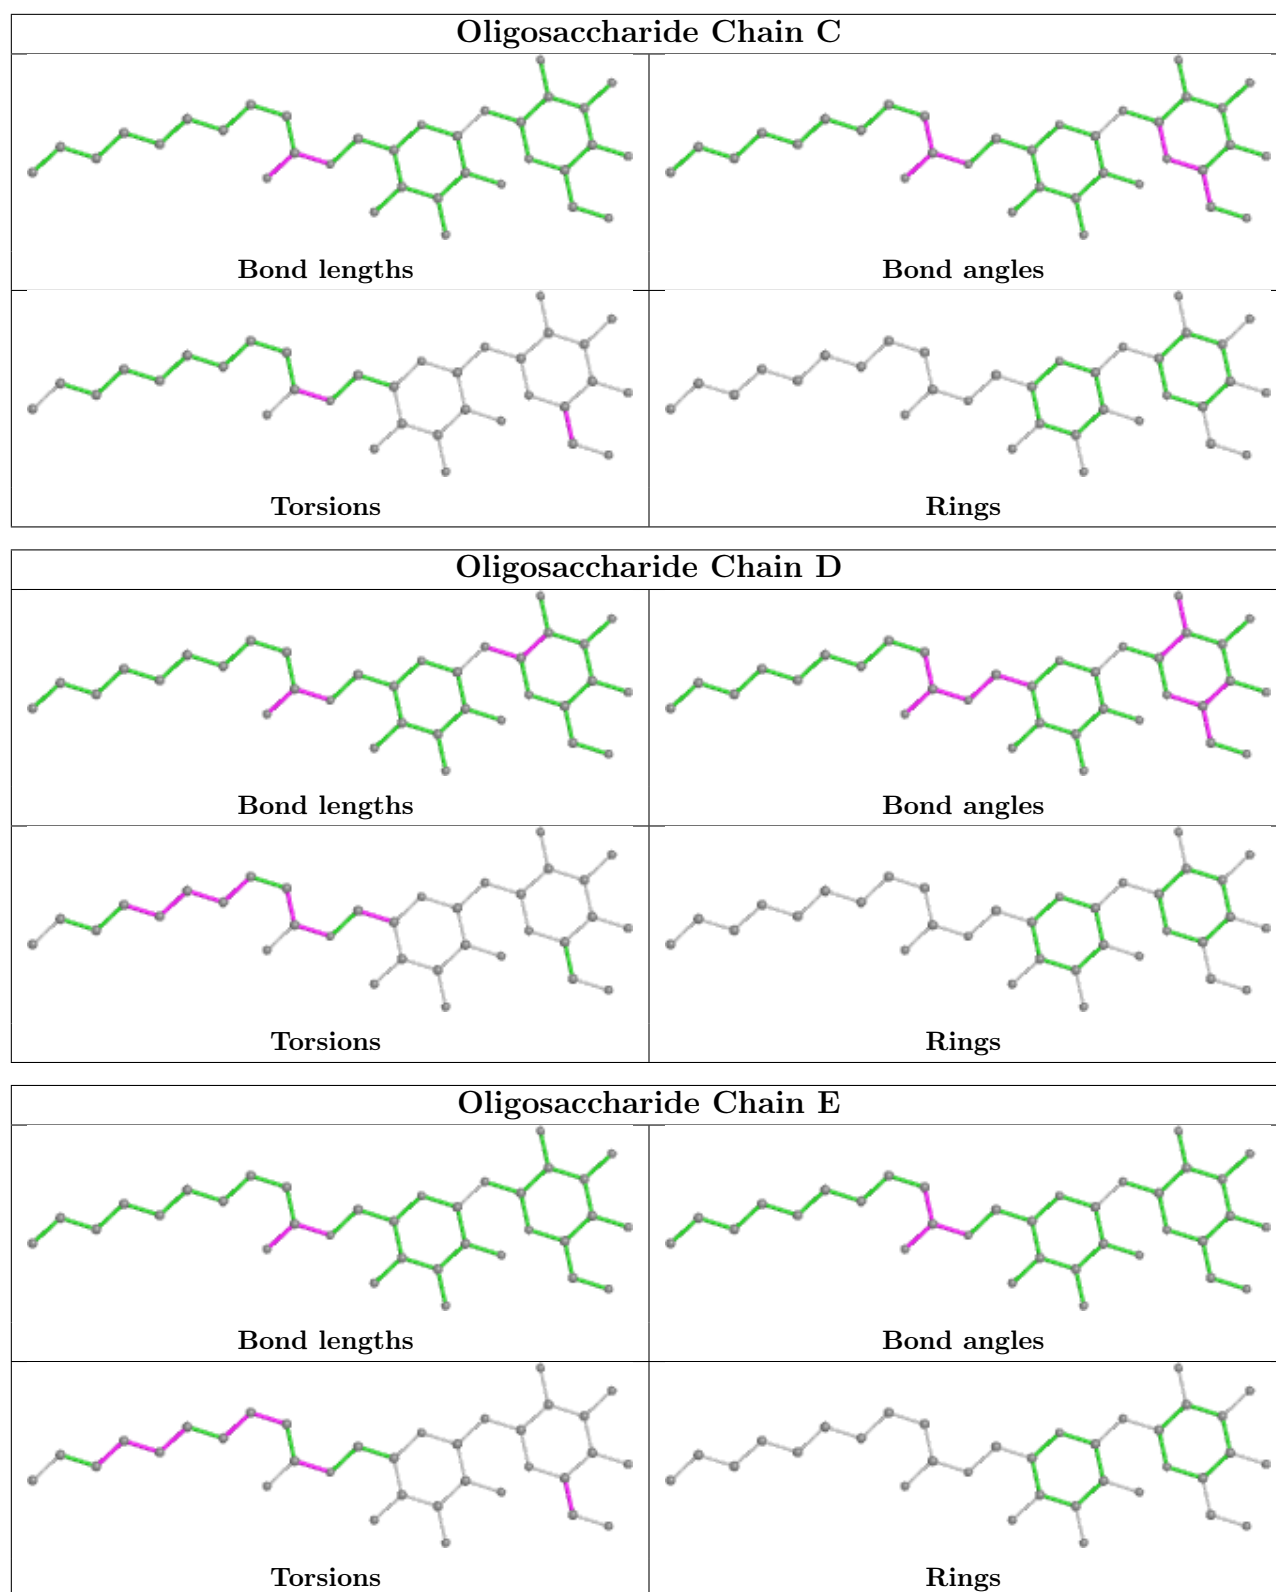 Oligosaccharide Chain C
Bond lengths
Bond angles
Torsions
Rings
Oligosaccharide Chain D
Bond lengths
Bond angles
Torsions
Rings
Oligosaccharide Chain E
Bond lengths
Bond angles
Torsions
Rings